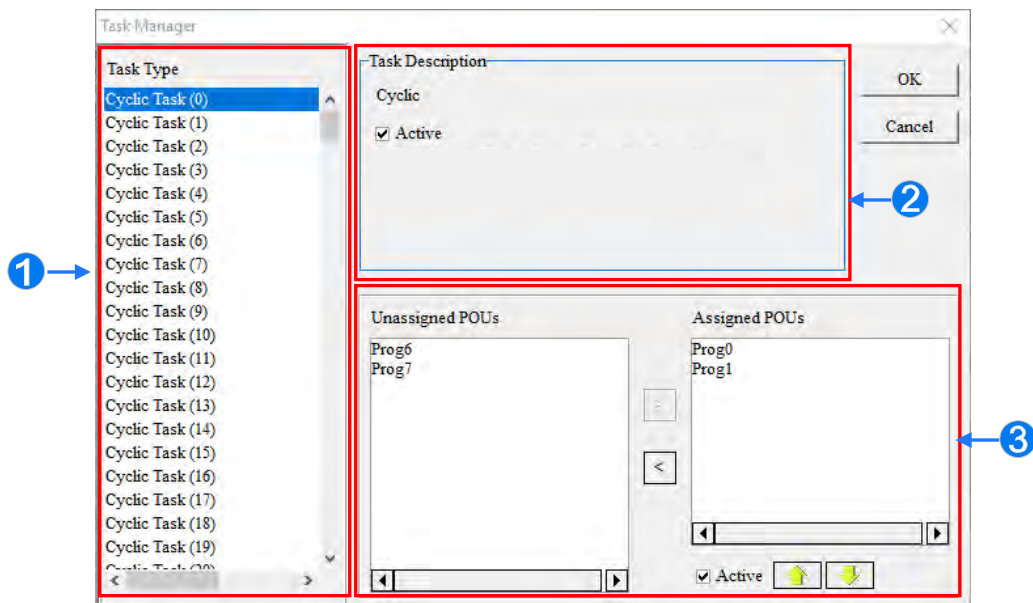 Task Manager
Task Type
Cyclic Task (0)
Cyclic Task (1)
Cyclic Task (2)
Cyclic Task (3)
Cyclic Task (4)
Cyclic Task (5)
Cyclic Task (6)
Cyclic Task (7)
Cyclic Task (8)
Cyclic Task (9)
Cyclic Task (10)
Cyclic Task (11)
Cyclic Task (12)
Cyclic Task (13)
Cyclic Task (14)
Cyclic Task (15)
Cyclic Task (16)
Cyclic Task (17)
Cyclic Task (18)
Cyclic Task (19)
Cyclic Task (20)
1
Task Description
Cyclic
Active
OK
Cancel
2
Unassigned POUs
Prog6
Prog7
<
Assigned POUs
Prog0
Prog1
Active
3